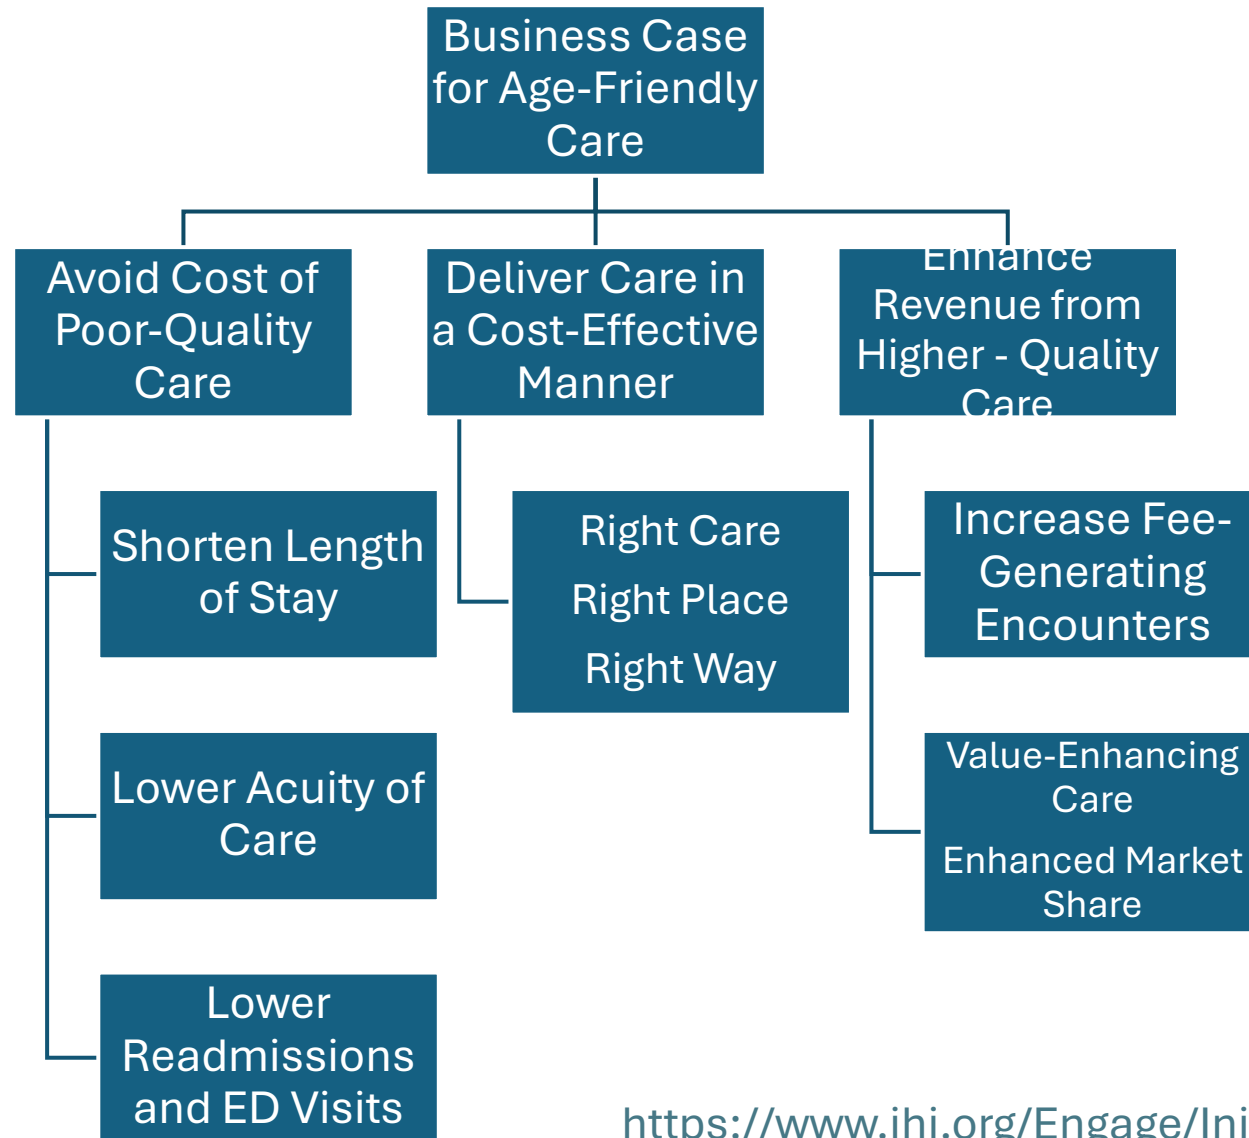 Business Case
for Age-Friendly
Care
Avoid Cost of
Poor-Quality
Care
Shorten Length
of Stay
Lower Acuity of
Care
Lower
Readmissions
and ED Visits
Deliver Care in
a Cost-Effective
Manner
Right Care
Right Place
Right Way
Enhance
Revenue from
Higher - Quality
Care
Increase Fee-
Generating
Encounters
Value-Enhancing
Care
Enhanced Market
Share
https://www.ihi.org/Engage/Ini